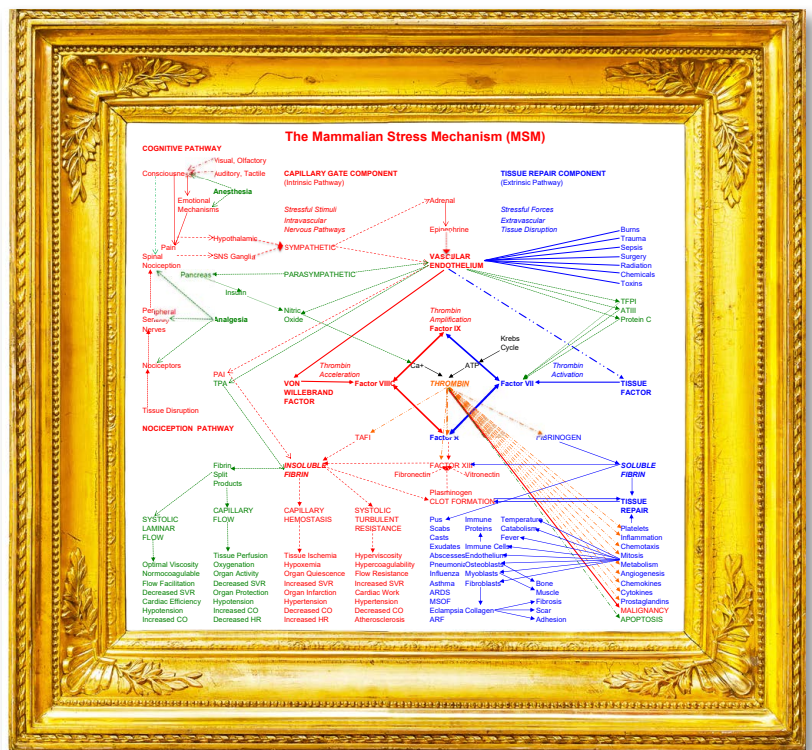 The Mammalian Stress Mechanism (MSM)
COGNITIVE PATHWAY
Visual, Olfactory
Auditory, Tactile
Anesthesia
Emotional
Mechanisms
Pain
Hypothalamic
SNS Ganglia
Spinal
Nociception
Pancreas
Insulin
Peripheral
Nerves
Analgesia
Nociceptors
Tissue Disruption
NOCICEPTION PATHWAY
CAPILLARY GATE COMPONENT
(Intrinsic Pathway)
Stressful Stimuli
Intravascular
Nervous Pathways
SYMPATHETIC
PARASYMPATHETIC
Nitric
Oxide
Adrenal
Epinephrine
VASCULAR
ENDOTHELIUM
TISSUE REPAIR COMPONENT
(Extrinsic Pathway)
Stressful Forces
Extravascular
Tissue Disruption
Burns
Trauma
Sepsis
Surgery
Radiation
Chemicals
Toxins
TFPI
ATIII
Protein C
Thrombin
Amplification
Factor IX
Krebs
Cycle
Ca+
ATP
Thrombin
Acceleration
Thrombin
Activation
PAI
TPA
VON
WILLEBRAND
FACTOR
Factor VIII
THROMBIN
Factor VII
TISSUE
FACTOR
TAFI
Factor X
FIBRINOGEN
Fibrin
Split
Products
INSOLUBLE
FIBRIN
FACTOR XIII
Fibronectin
Vitronectin
SOLUBLE
FIBRIN
Plasminogen
CLOT FORMATION
TISSUE
REPAIR
SYSTOLIC
LAMINAR
FLOW
CAPILLARY
FLOW
CAPILLARY
HEMOSTASIS
SYSTOLIC
TURBULENT
RESISTANCE
Optimal Viscosity
Normocoagulable
Flow Facilitation
Decreased SVR
Cardiac Efficiency
Hypotension
Increased CO
Tissue Perfusion
Oxygenation
Organ Activity
Decreased SVR
Organ Protection
Hypotension
Increased CO
Decreased HR
Tissue Ischemia
Hypoxemia
Organ Quiescence
Increased SVR
Organ Infarction
Hypertension
Decreased CO
Increased HR
Hyperviscosity
Hypercoagulability
Flow Resistance
Increased SVR
Cardiac Work
Hypertension
Decreased CO
Atherosclerosis
Pus
Scabs
Casts
Exudates
Abscesses
Pneumonia
Influenza
Asthma
ARDS
MSOF
Eclampsia
ARF
Immune
Proteins
Immune Cells
Endothelium
Osteoblasts
Myoblasts
Fibroblasts
Collagen
Temperature
Catabolism
Fever
Bone
Muscle
Fibrosis
Scar
Adhesion
Platelets
Inflammation
Chemotaxis
Mitosis
Metabolism
Angiogenesis
Chemokines
Cytokines
Prostaglandins
MALIGNANCY
APOPTOSIS